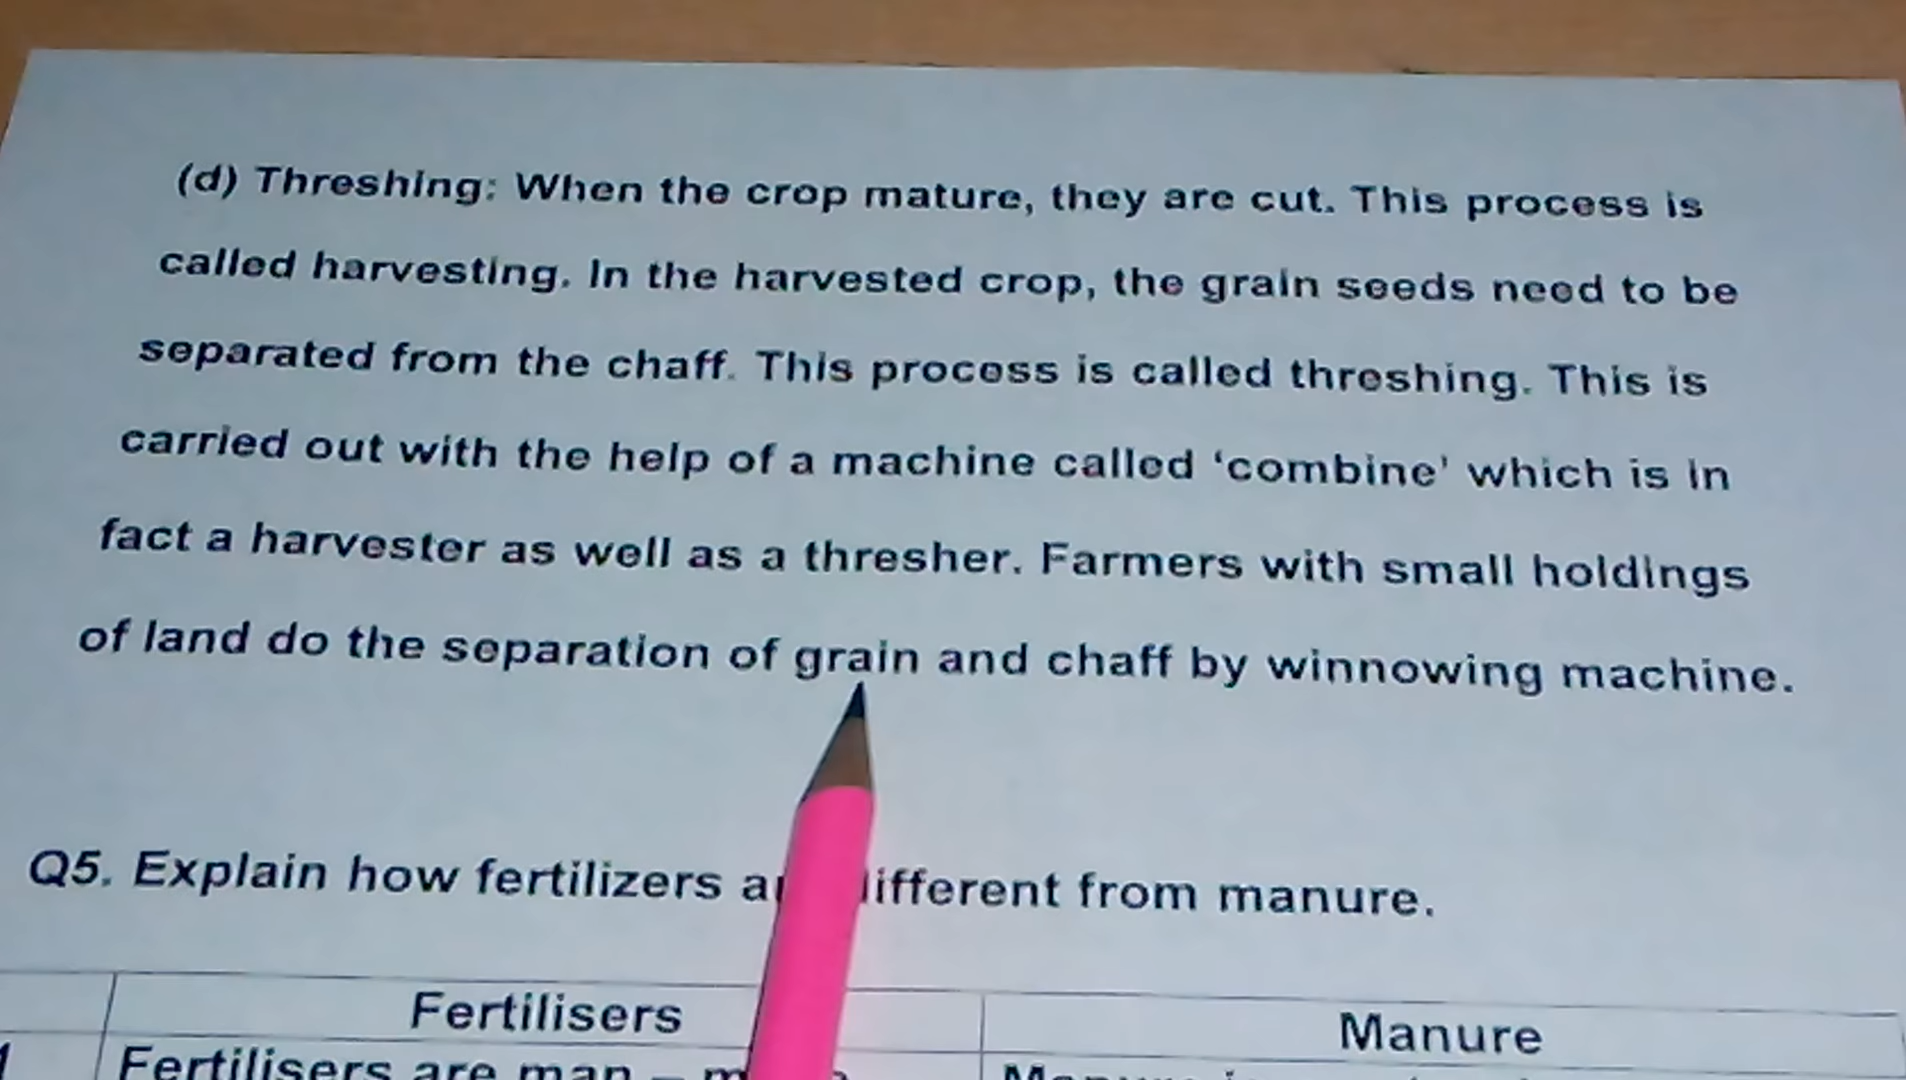 (d) Threshing: When the crop mature, they are cut. This process is
called harvesting. In the harvested crop, the grain seeds need to be
separated from the chaff. This process is called threshing. This is
carried out with the help of a machine called ‘combine’ which is in
fact a harvester as well as a thresher. Farmers with small holdings
of land do the separation of grain and chaff by winnowing machine.
Q5. Explain how fertilizers different from manure.
Fertilisers Manure
Fertilisers are man –